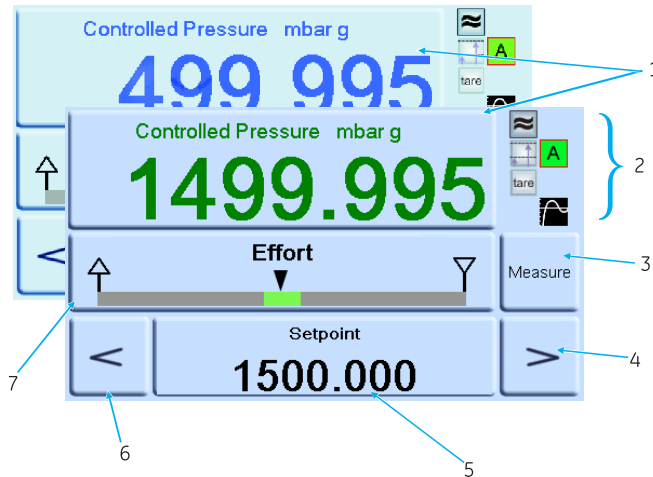 Controlled Pressure mbar g
499.995
A
tare
1
Controlled Pressure mbar g
1499.995
A
tare
2
Effort
Measure
3
<
Setpoint
1500.000
>
4
7
<
6
5